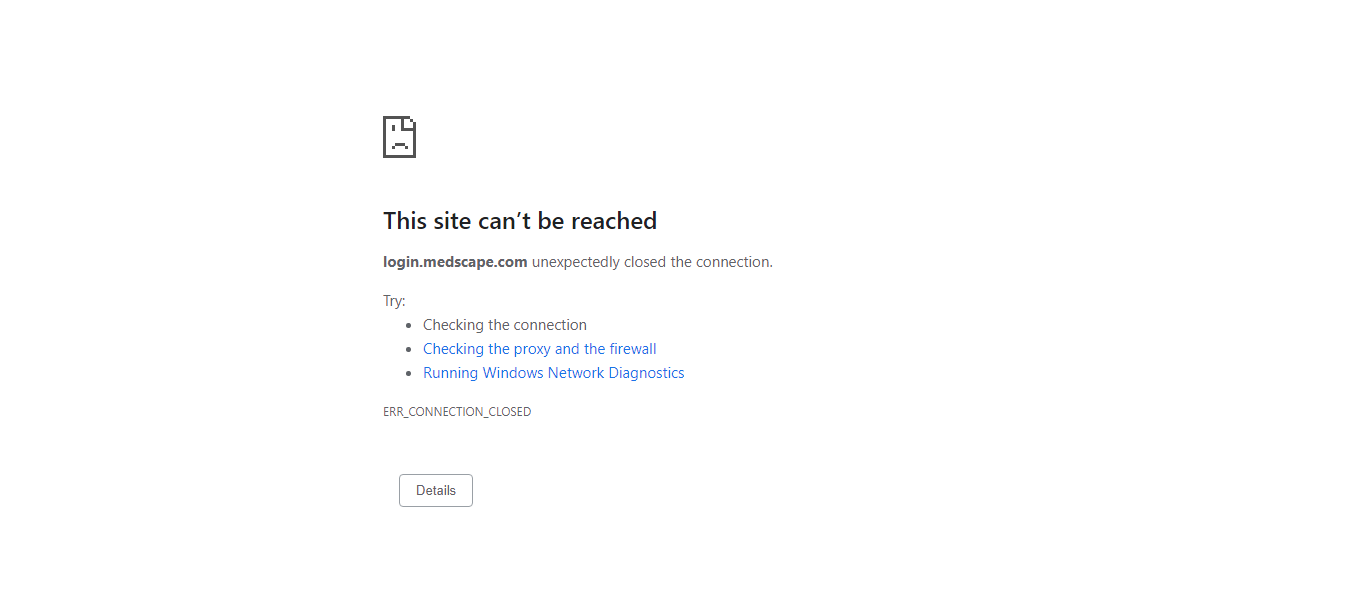 This site can’t be reached
login.medscape.com unexpectedly closed the connection.
Try:
• Checking the connection
• Checking the proxy and the firewall
• Running Windows Network Diagnostics
ERR_CONNECTION_CLOSED
Details